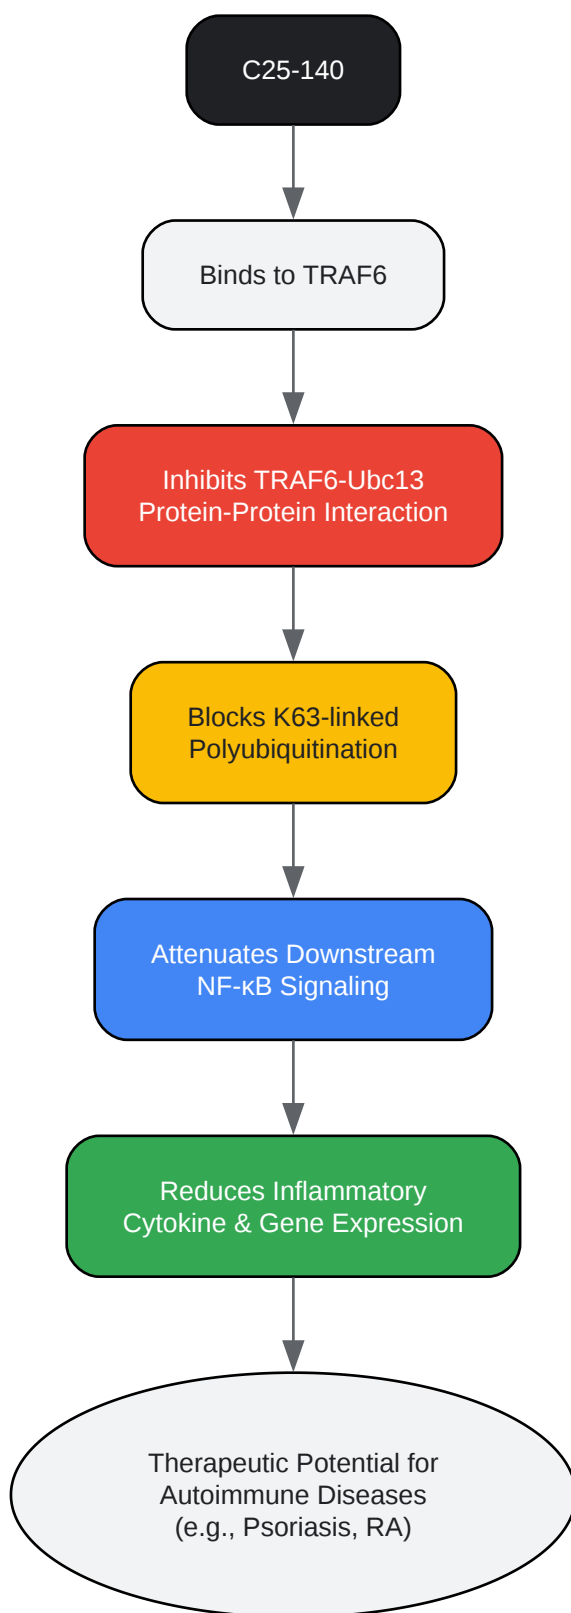 C25-140
Binds to TRAF6
Inhibits TRAF6-Ubc13
Protein-Protein Interaction
Blocks K63-linked
Polyubiquitination
Attenuates Downstream
NF-κB Signaling
Reduces Inflammatory
Cytokine & Gene Expression
Therapeutic Potential for
Autoimmune Diseases
(e.g., Psoriasis, RA)